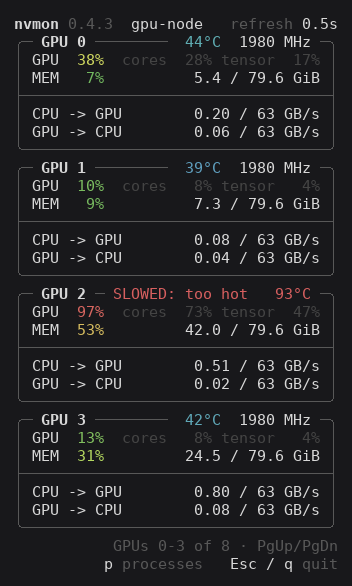 nvmon 0.4.3 gpu-node refresh 0.5s
GPU 0 44°C 1980 MHz
GPU 38% cores 28% tensor 17%
MEM 7% 5.4 / 79.6 GiB
CPU -> GPU 0.20 / 63 GB/s
GPU -> CPU 0.06 / 63 GB/s
GPU 1 39°C 1980 MHz
GPU 10% cores 8% tensor 4%
MEM 9% 7.3 / 79.6 GiB
CPU -> GPU 0.08 / 63 GB/s
GPU -> CPU 0.04 / 63 GB/s
GPU 2 SLOWED: too hot 93°C
GPU 97% cores 73% tensor 47%
MEM 53% 42.0 / 79.6 GiB
CPU -> GPU 0.51 / 63 GB/s
GPU -> CPU 0.02 / 63 GB/s
GPU 3 42°C 1980 MHz
GPU 13% cores 8% tensor 4%
MEM 31% 24.5 / 79.6 GiB
CPU -> GPU 0.80 / 63 GB/s
GPU -> CPU 0.08 / 63 GB/s
GPUs 0-3 of 8 · PgUp/PgDn
p processes Esc / q quit